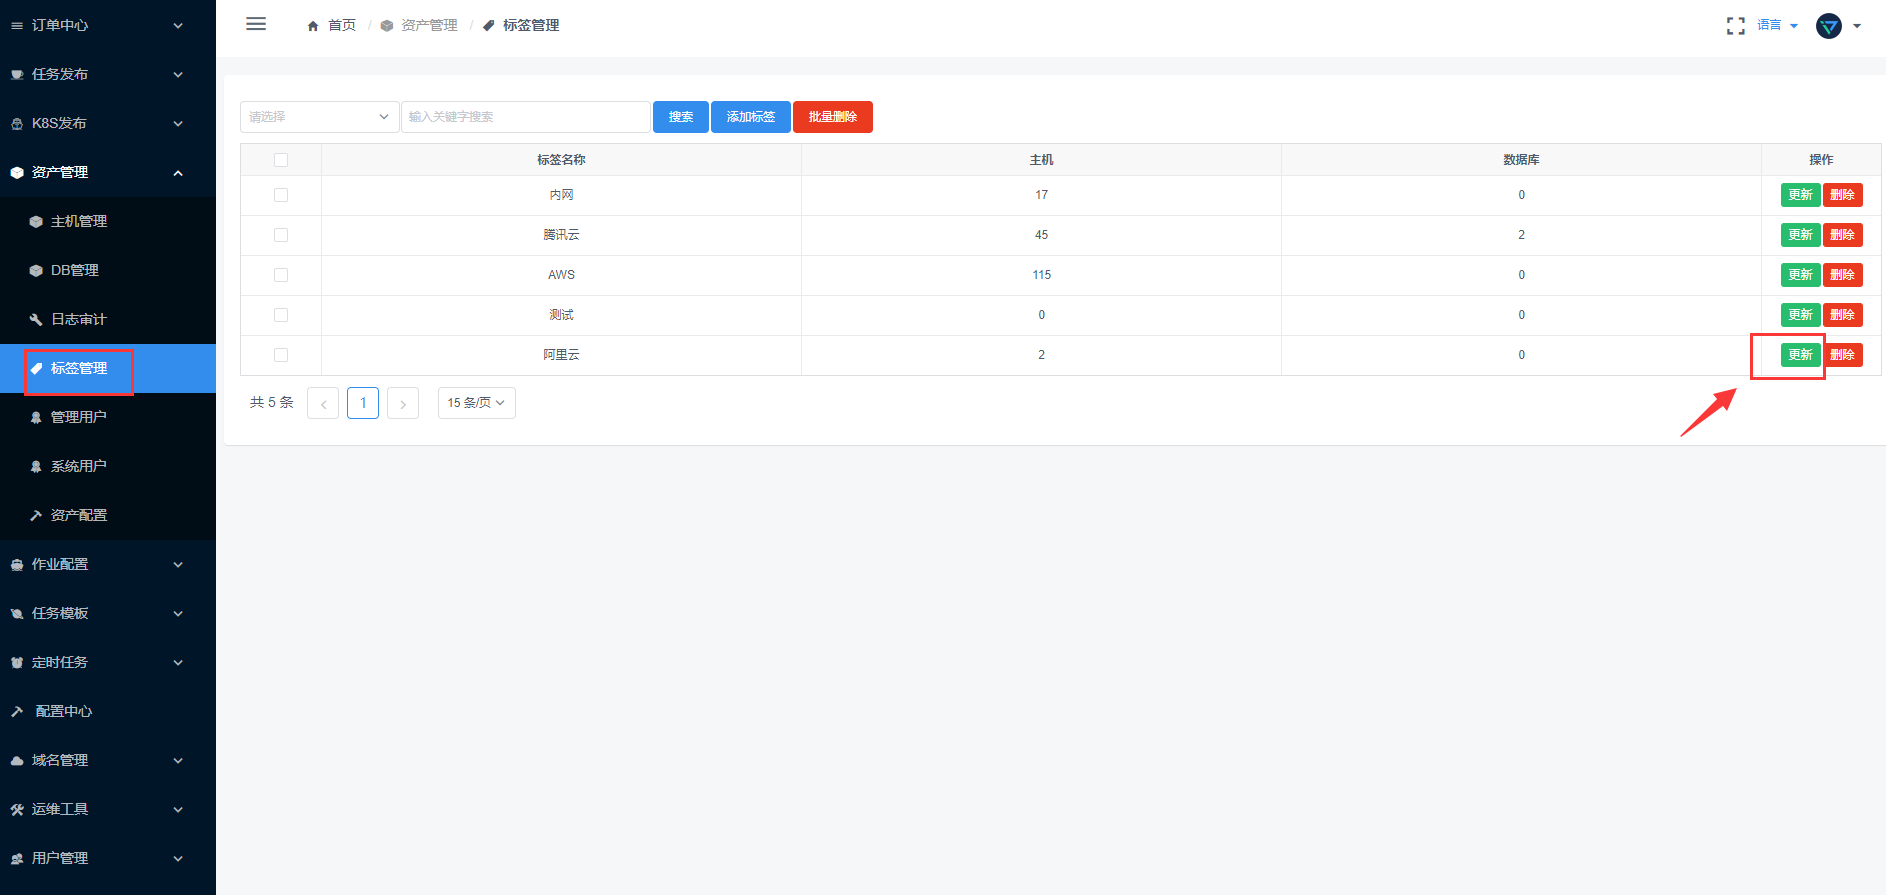 订单中心
任务发布
K8S发布
资产管理
主机管理
DB管理
日志审计
标签管理
管理用户
系统用户
资产配置
作业配置
任务模板
定时任务
配置中心
域名管理
运维工具
用户管理
首页 / 资产管理 / 标签管理
语言
请选择 输入关键字搜索 搜索 添加标签 批量删除
标签名称 主机 数据库 操作
内网 17 0 更新 删除
腾讯云 45 2 更新 删除
AWS 115 0 更新 删除
测试 0 0 更新 删除
阿里云 2 0 更新 删除
共 5 条 1 15 条/页